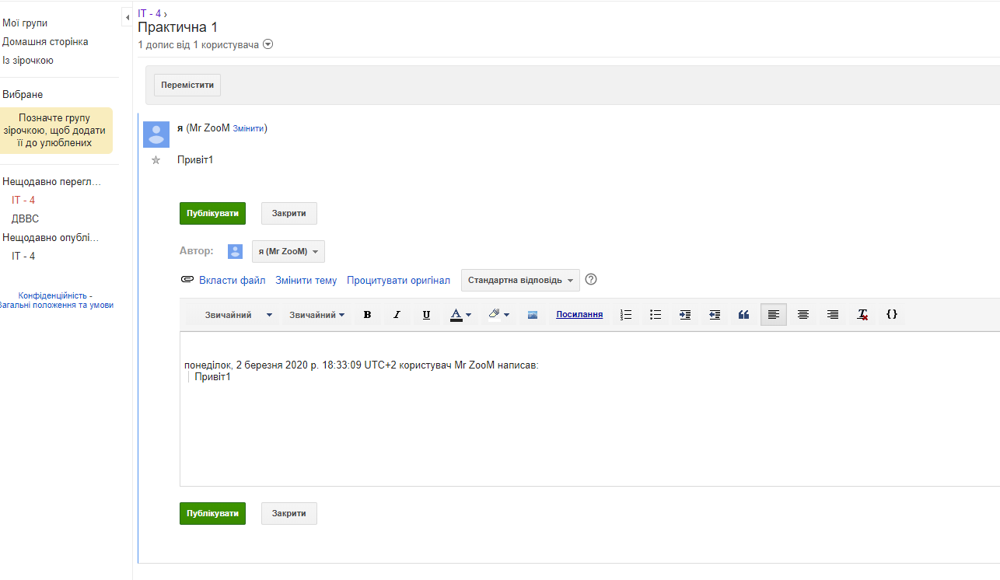 Мої групи
Домашня сторінка
Із зірочкою
Вибране
Позначте групу
зірочкою, щоб додати
її до улюблених
Нещодавно перегл…
IT - 4
ДВВС
Нещодавно опублі…
IT - 4
Конфіденційність -
Загальні положення та умови
IT - 4 ›
Практична 1
1 допис від 1 користувача
Перемістити
я (Mr ZooM Змінити)
Привіт1
Публікувати Закрити
Автор: я (Mr ZooM)
Вкласти файл Змінити тему Процитувати оригінал Стандартна відповідь ?
Звичайний Звичайний B I U A Посилання {}
понеділок, 2 березня 2020 р. 18:33:09 UTC+2 користувач Mr ZooM написав:
Привіт1
Публікувати Закрити